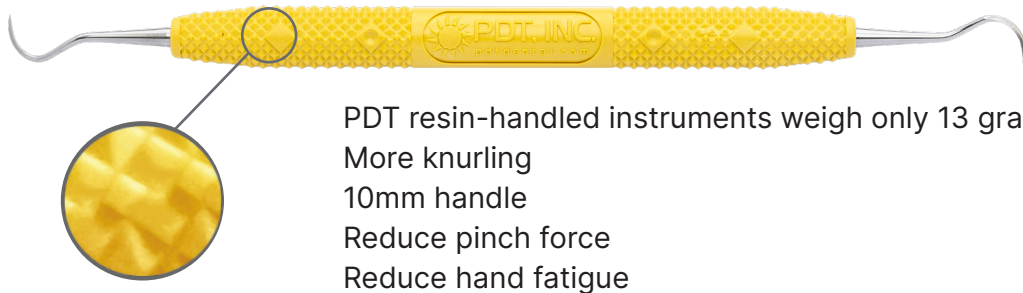 PDT. INC.
pdtdental.com
PDT resin-handled instruments weigh only 13 gra
More knurling
10mm handle
Reduce pinch force
Reduce hand fatigue